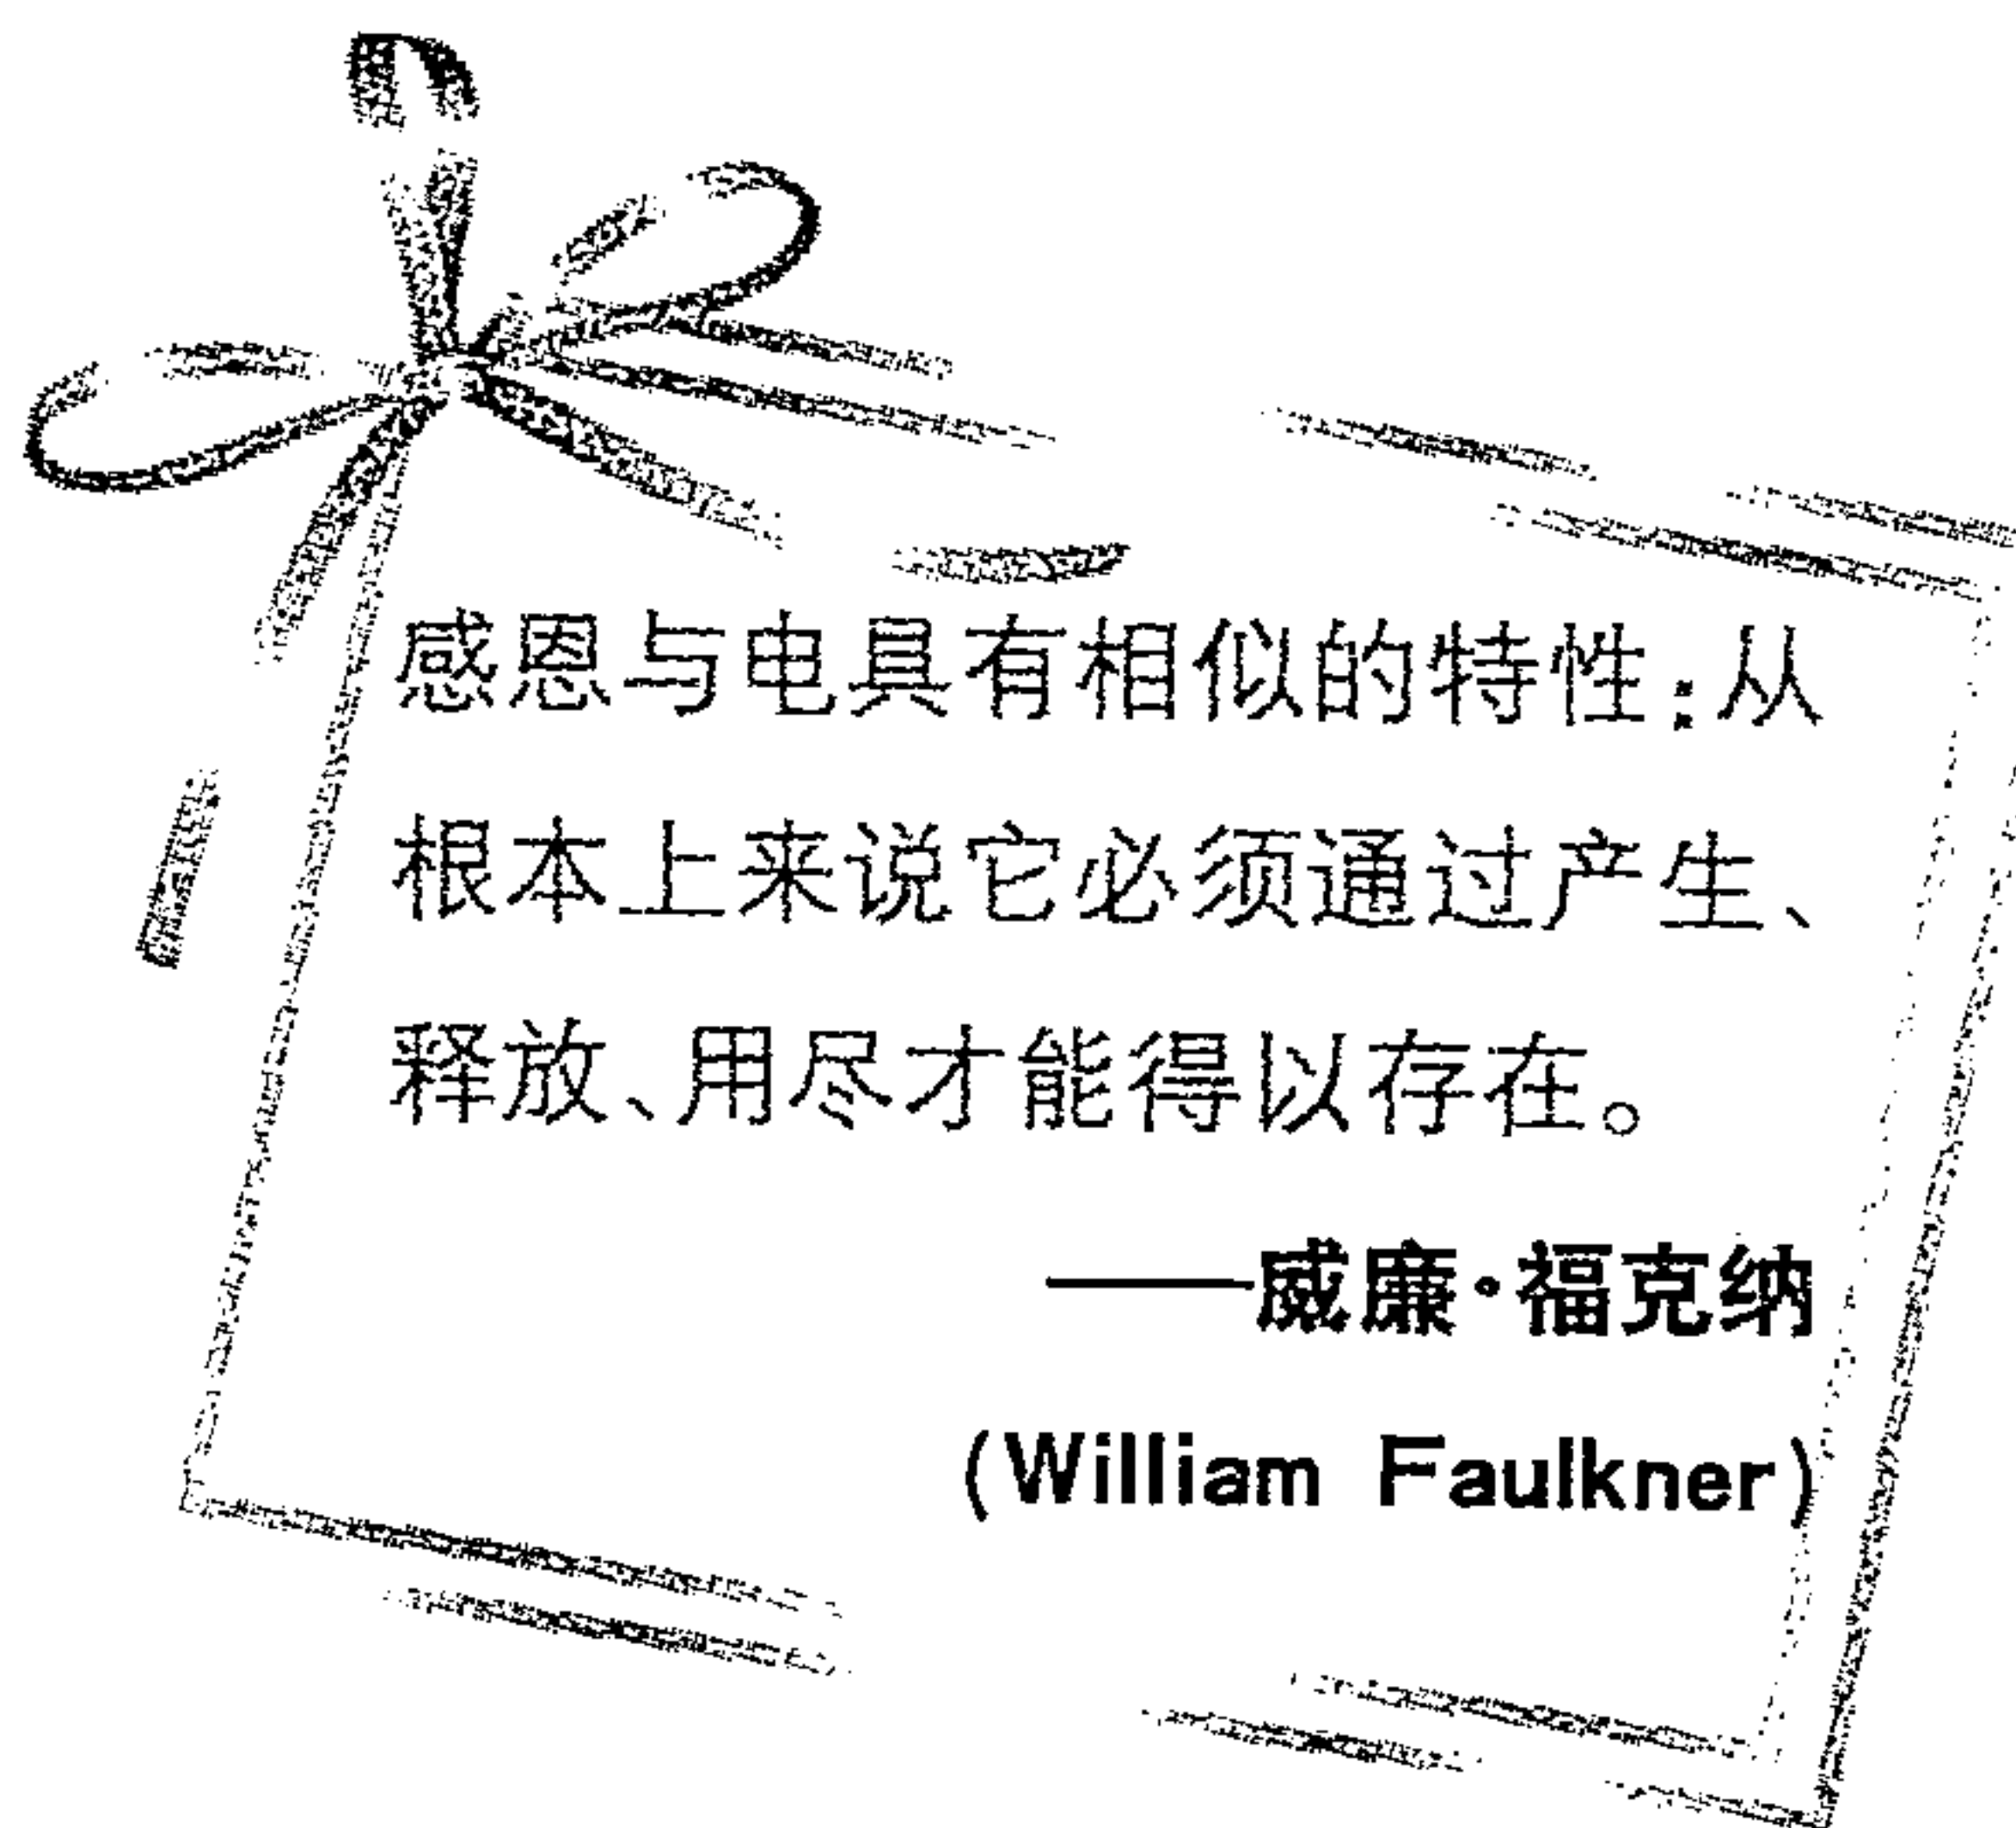 感恩与电具有相似的特性：从
根本上来说它必须通过产生、
释放、用尽才能得以存在。
——威廉·福克纳
(William Faulkner)